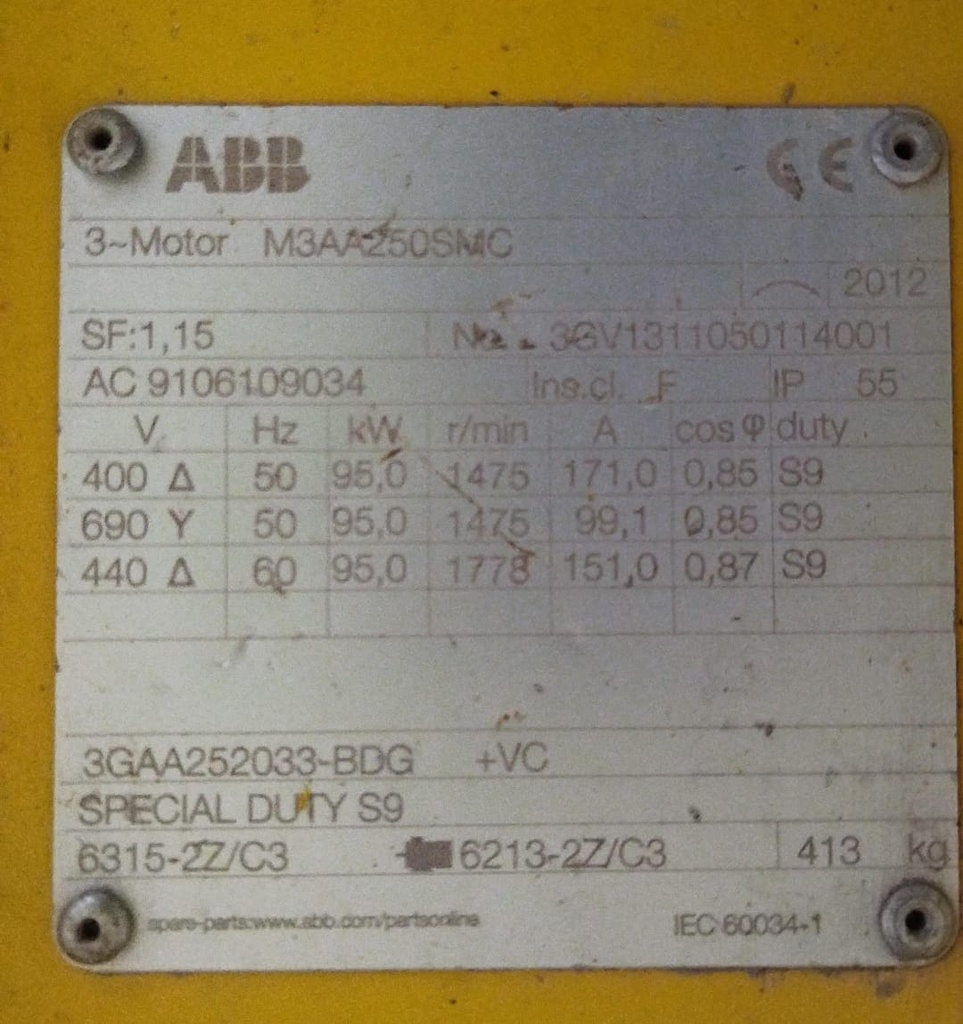 ABB CE
3~Motor M3AA250SMC
2012
SF:1,15 No. 3GV1311050114001
AC 9106109034 Ins.cl. F IP 55
V Hz kW r/min A cos φ duty
400 Δ 50 95,0 1475 171,0 0,85 S9
690 Y 50 95,0 1475 99,1 0,85 S9
440 Δ 60 95,0 1778 151,0 0,87 S9
3GAA252033-BDG +VC
SPECIAL DUTY S9
6315-2Z/C3 6213-2Z/C3 413 kg
spare-parts:www.abb.com/partsonline IEC 60034-1